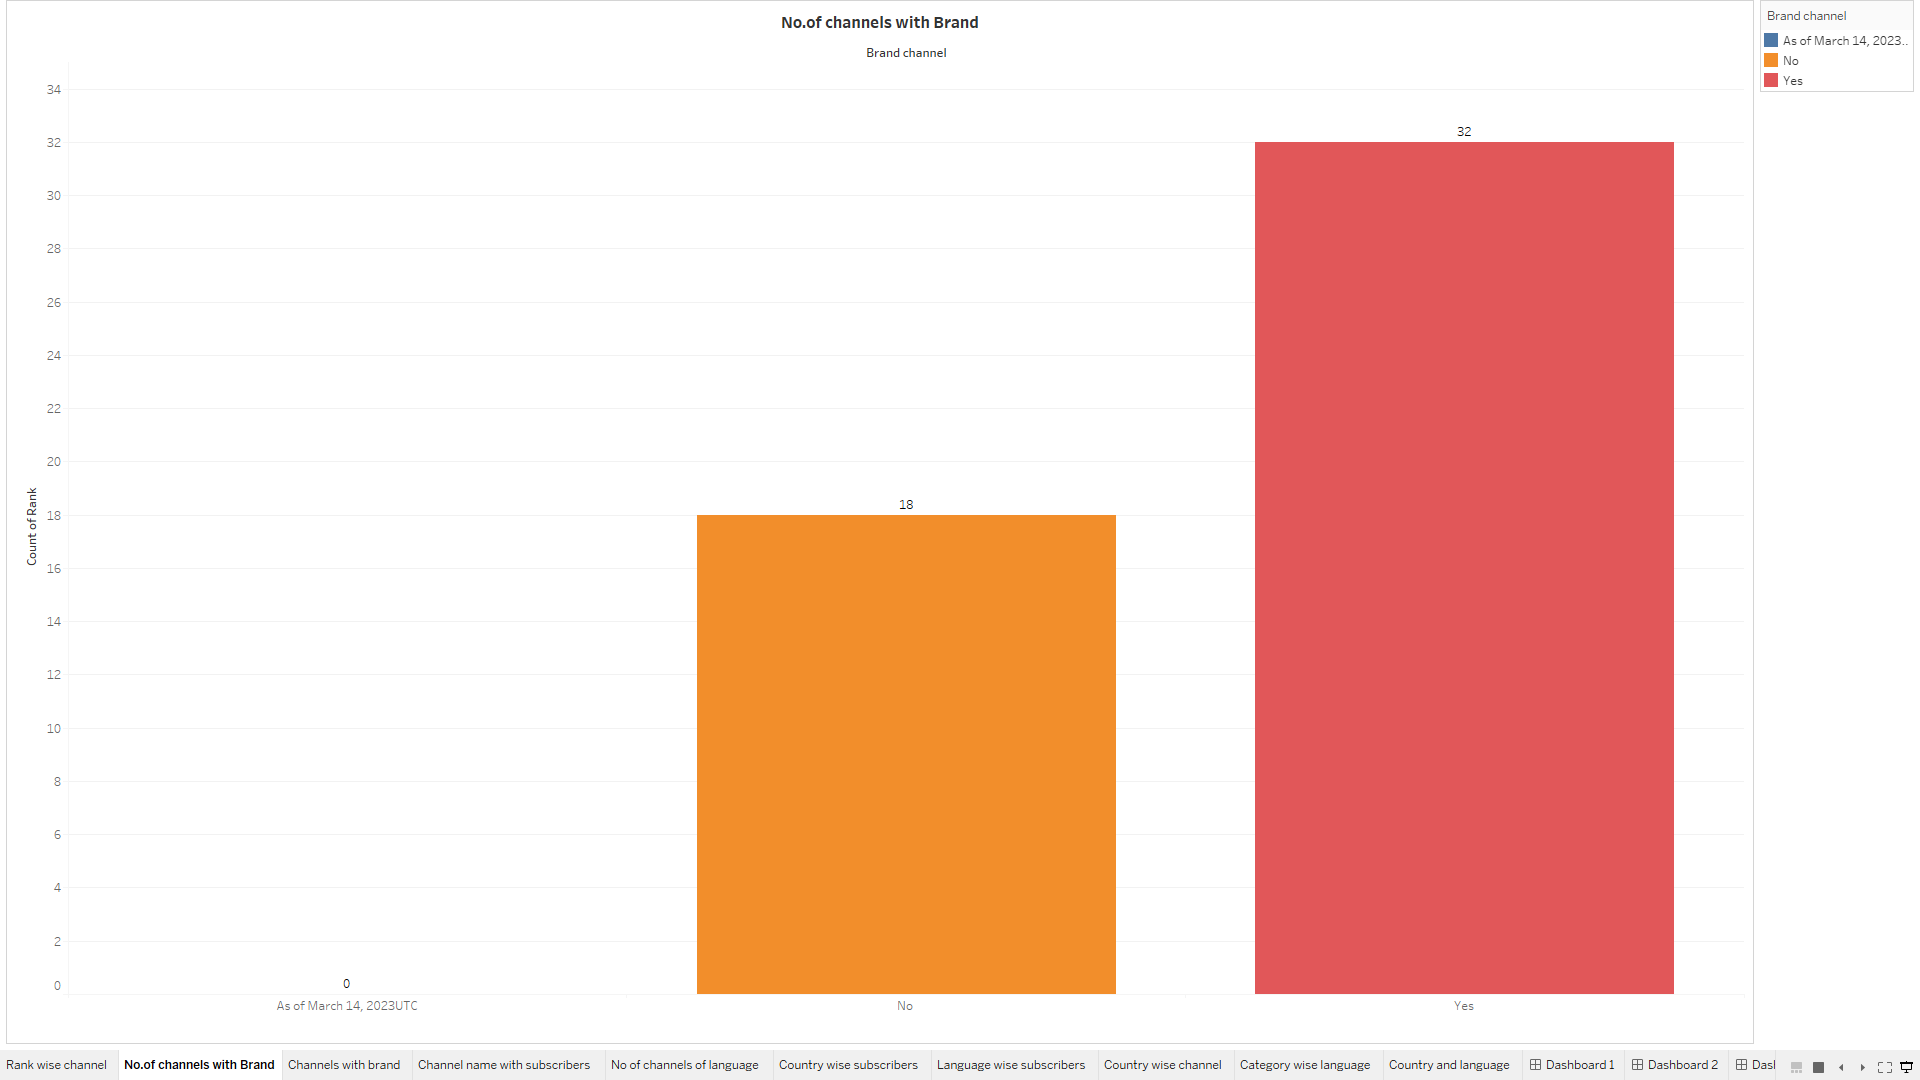 No.of channels with Brand
Brand channel
34
32
30
28
26
24
22
20
18
16
14
12
10
8
6
4
2
0
Count of Rank
0
18
32
As of March 14, 2023UTC
No
Yes
Brand channel
As of March 14, 2023..
No
Yes
Rank wise channel
No.of channels with Brand
Channels with brand
Channel name with subscribers
No of channels of language
Country wise subscribers
Language wise subscribers
Country wise channel
Category wise language
Country and language
Dashboard 1
Dashboard 2
Dasl